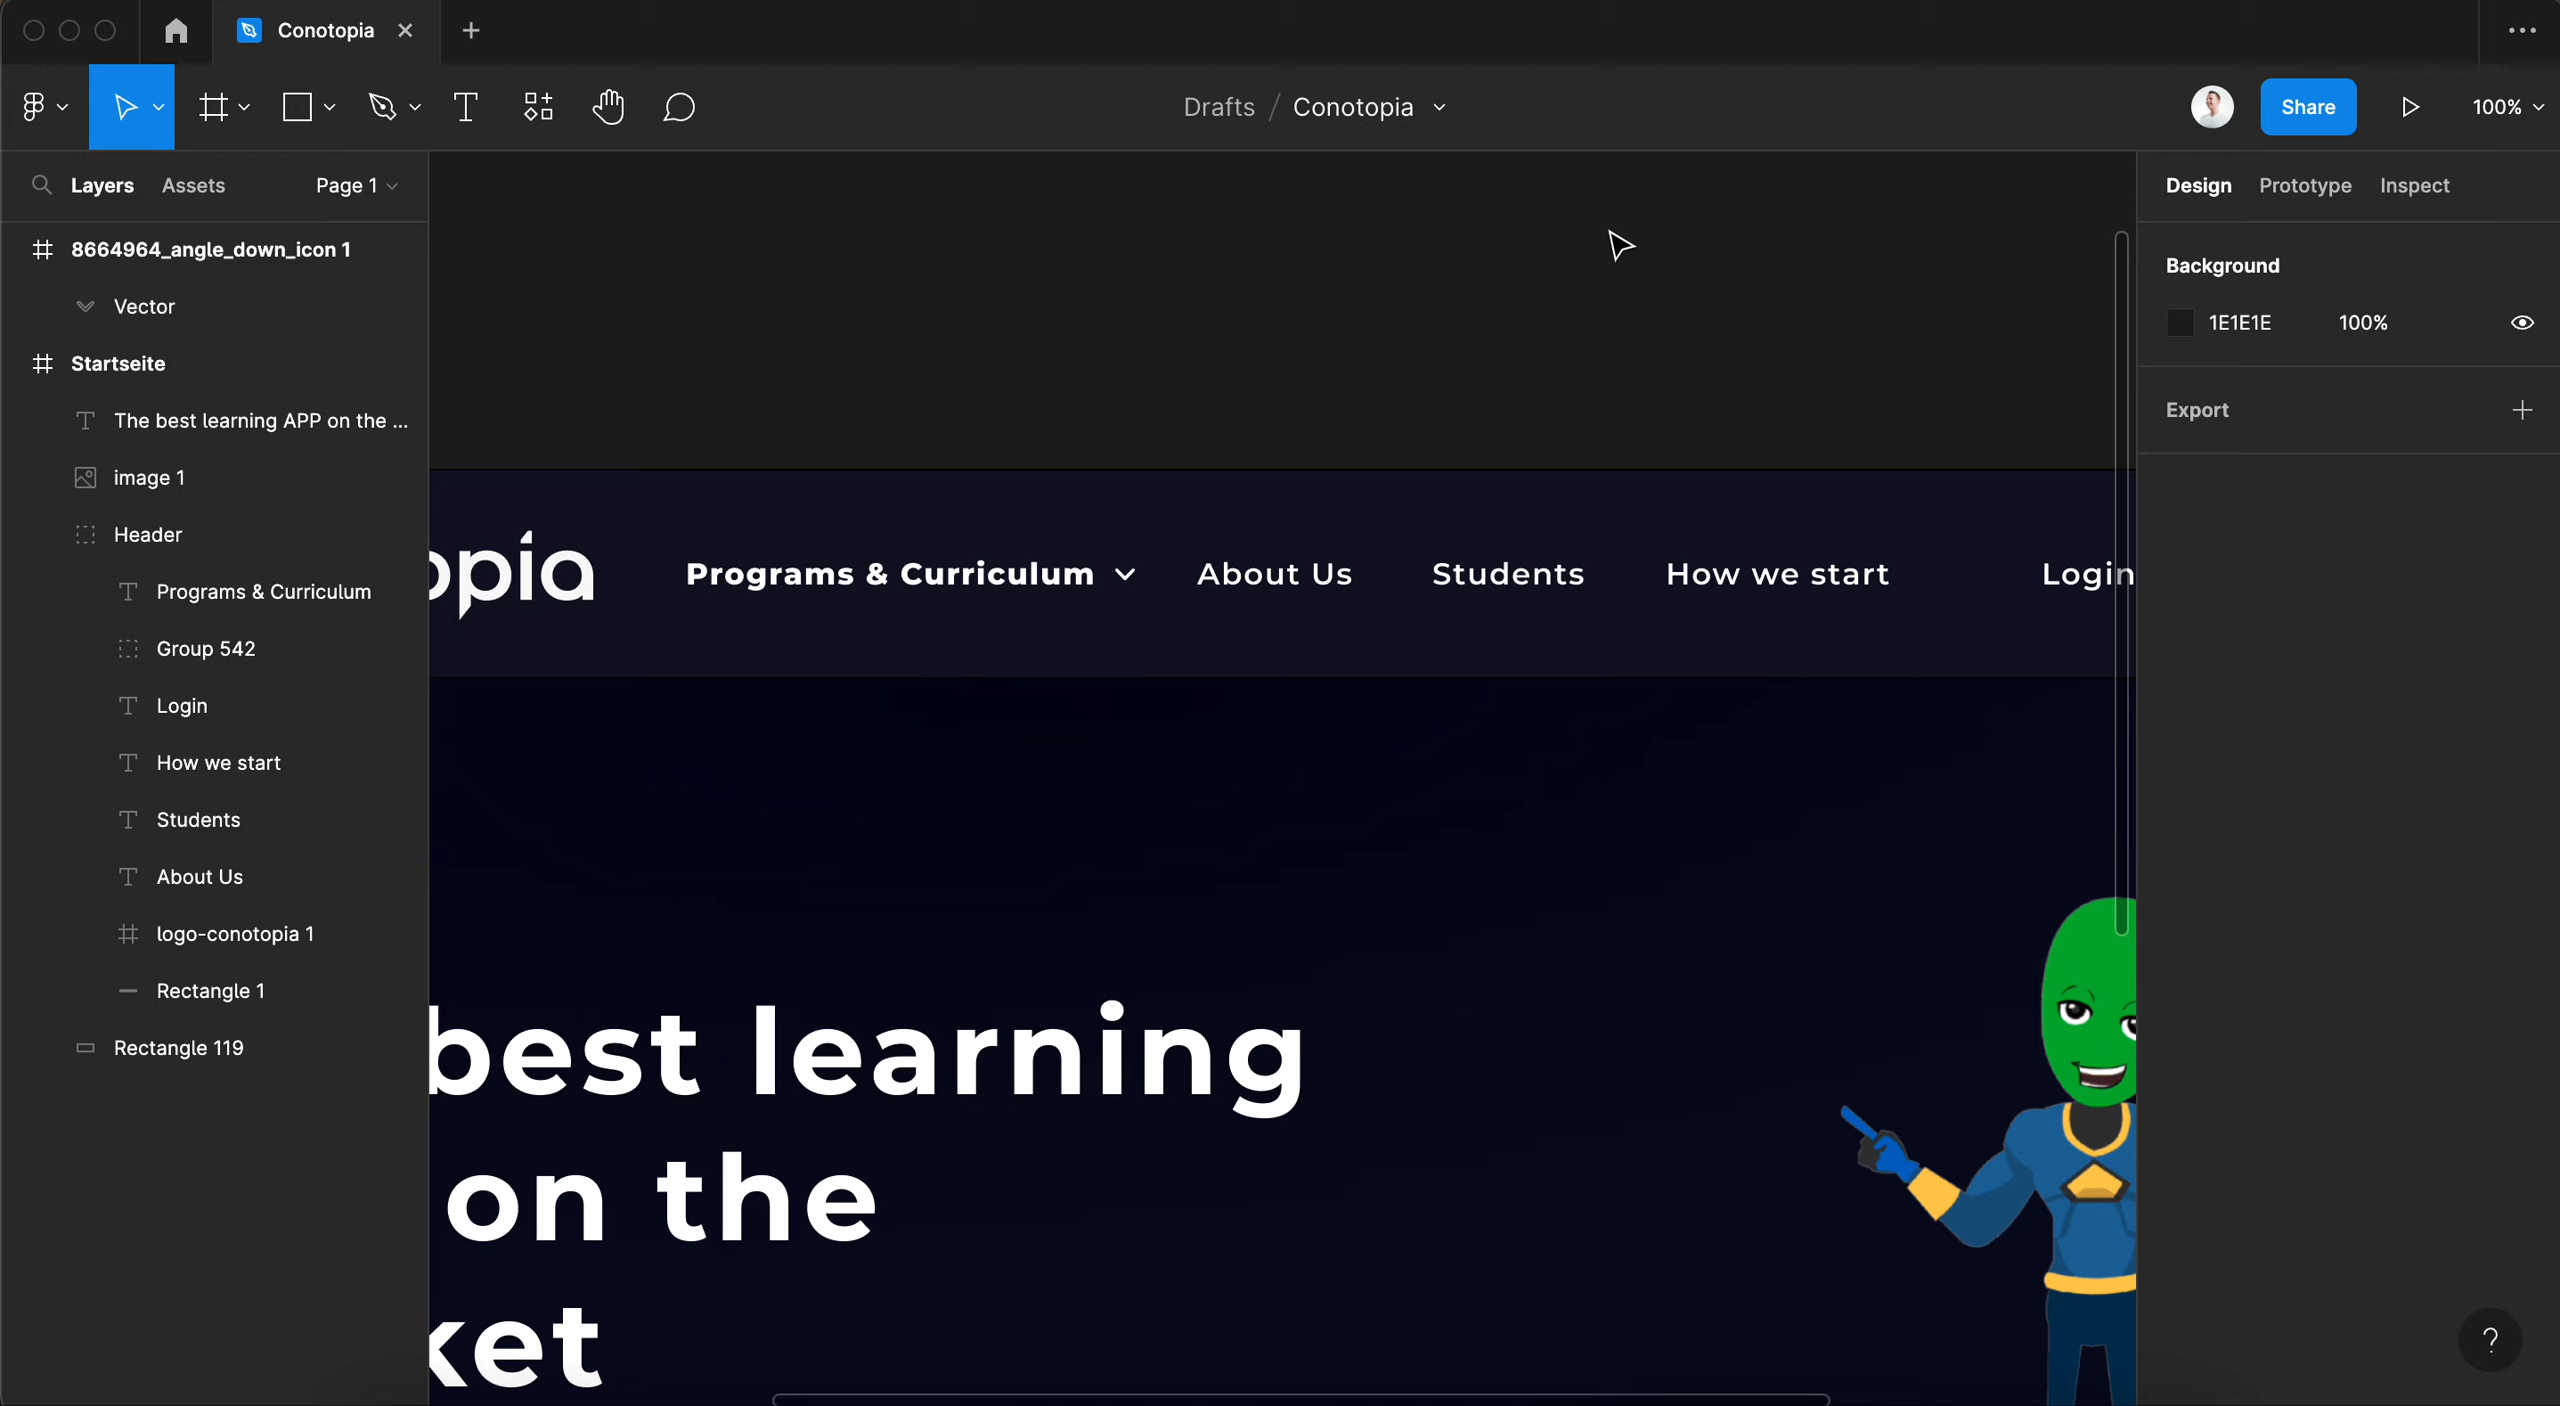 Conotopia
Drafts / Conotopia
Share
100%
Layers
Assets
Page 1
8664964_angle_down_icon 1
Vector
Startseite
The best learning APP on the ...
image 1
Header
Programs & Curriculum
Group 542
Login
How we start
Students
About Us
logo-conotopia 1
Rectangle 1
Rectangle 119
opia
Programs & Curriculum
About Us
Students
How we start
Login
best learning
on the
ket
Design
Prototype
Inspect
Background
1E1E1E
100%
Export
?